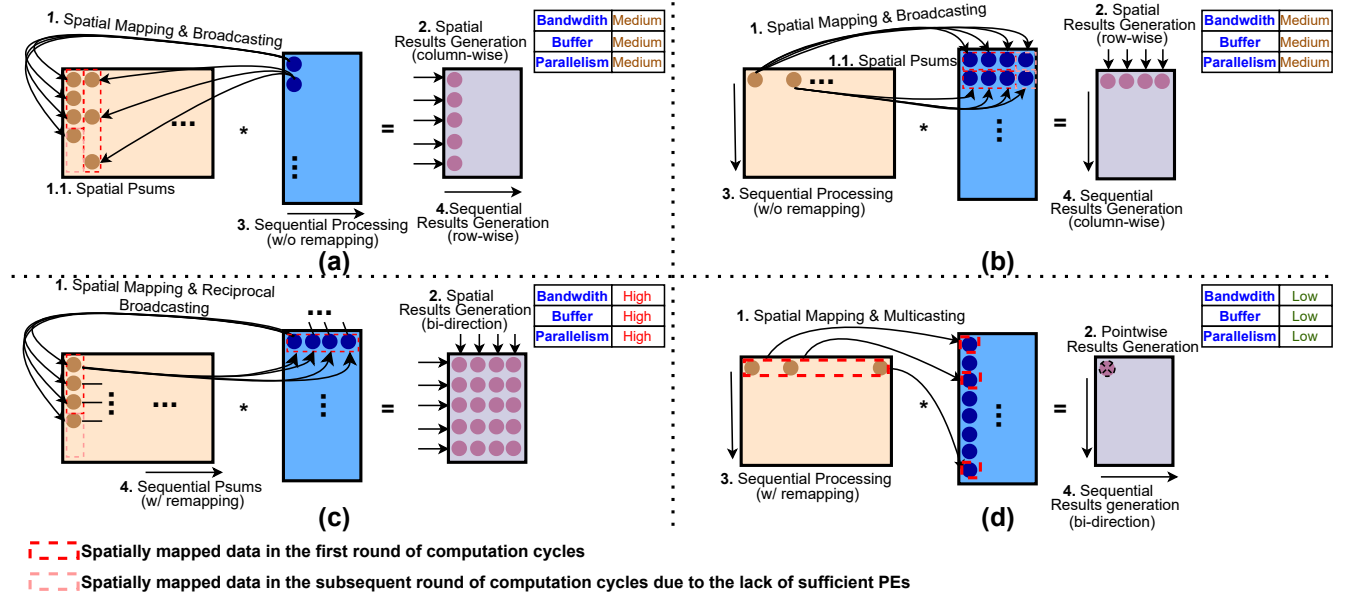 1. Spatial Mapping & Broadcasting
2. Spatial
Results Generation
(column-wise)
Bandwdith Medium
Buffer Medium
Parallelism Medium
...
*
=
1.1. Spatial Psums
3. Sequential Processing
(w/o remapping)
4.Sequential
Results Generation
(row-wise)
(a)
1. Spatial Mapping & Broadcasting
2. Spatial
Results Generation
(row-wise)
Bandwdith Medium
Buffer Medium
Parallelism Medium
1.1. Spatial Psums
...
*
=
3. Sequential Processing
(w/o remapping)
4. Sequential
Results Generation
(column-wise)
(b)
1. Spatial Mapping & Reciprocal
Broadcasting
...
2. Spatial
Results Generation
(bi-direction)
Bandwdith High
Buffer High
Parallelism High
...
*
=
4. Sequential Psums
(w/ remapping)
(c)
1. Spatial Mapping & Multicasting
2. Pointwise
Results Generation
Bandwdith Low
Buffer Low
Parallelism Low
*
=
3. Sequential Processing
(w/ remapping)
4. Sequential
Results generation
(bi-direction)
(d)
Spatially mapped data in the first round of computation cycles
Spatially mapped data in the subsequent round of computation cycles due to the lack of sufficient PEs